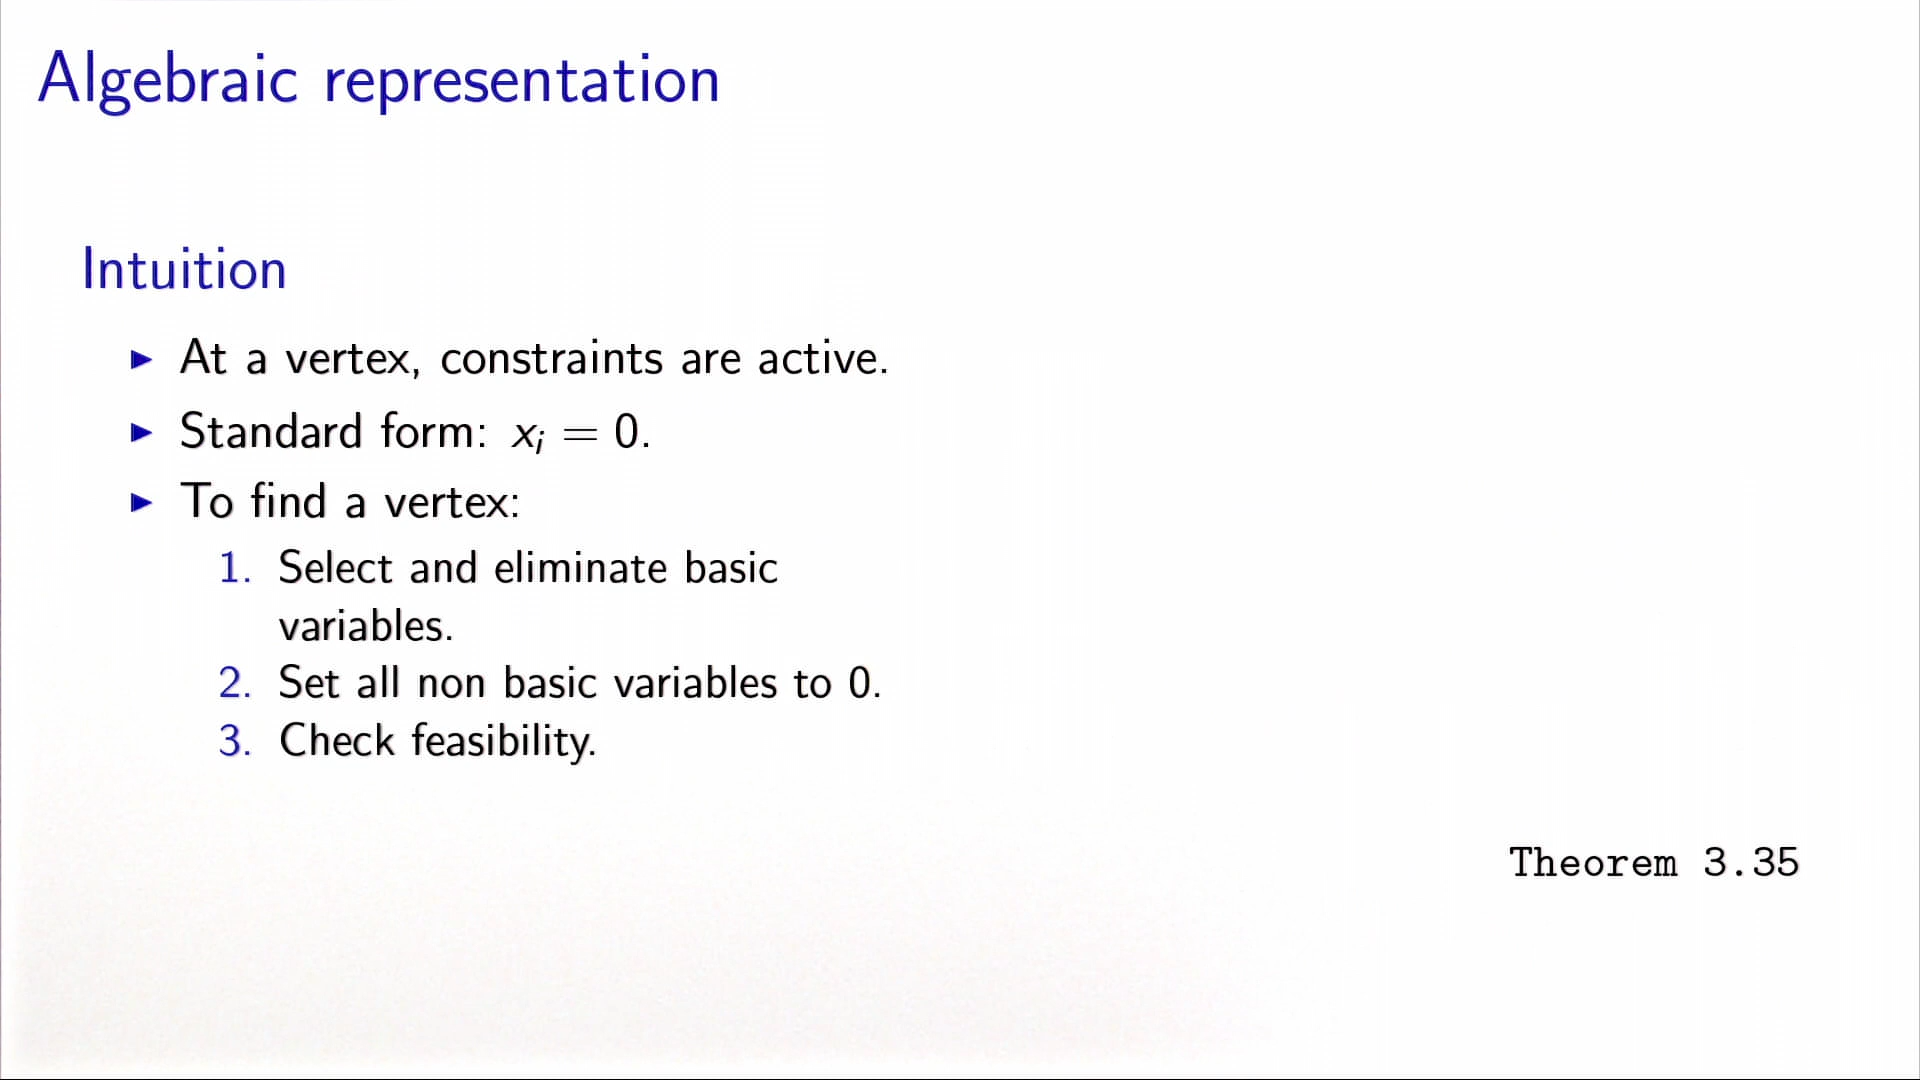 Algebraic representation
Intuition
▶ At a vertex, constraints are active.
▶ Standard form: xᵢ = 0.
▶ To find a vertex:
1. Select and eliminate basic
variables.
2. Set all non basic variables to 0.
3. Check feasibility.
Theorem 3.35